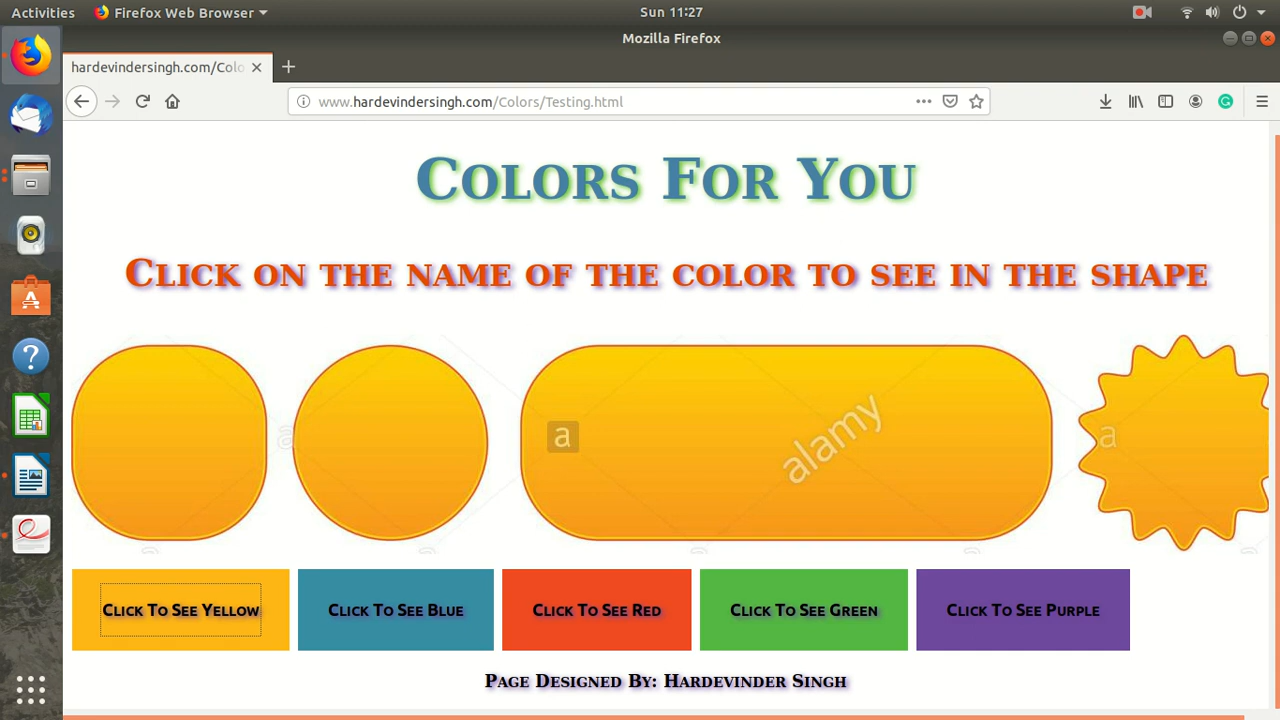 Activities Firefox Web Browser Sun 11:27
Mozilla Firefox
hardevindersingh.com/Colo
www.hardevindersingh.com/Colors/Testing.html
Colors For You
Click on the name of the color to see in the shape
a a alamy a
a a a a a
Click To See Yellow Click To See Blue Click To See Red Click To See Green Click To See Purple
Page Designed By: Hardevinder Singh